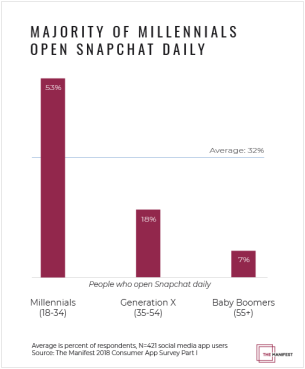 MAJORITY OF MILLENNIALS
OPEN SNAPCHAT DAILY
53%
Average: 32%
18%
7%
People who open Snapchat daily
Millennials
(18-34)
Generation X
(35-54)
Baby Boomers
(55+)
Average is percent of respondents, N=421 social media app users
Source: The Manifest 2018 Consumer App Survey Part I
THE MANIFEST